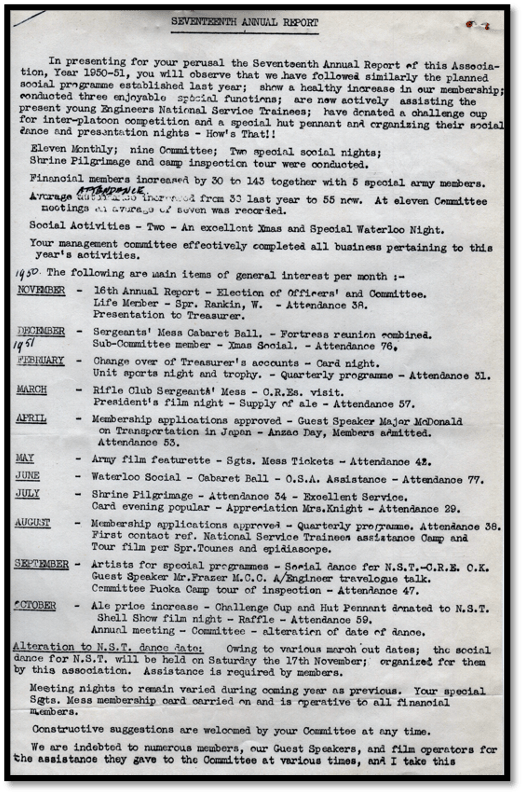 SEVENTEENTH ANNUAL REPORT
In presenting for your perusal the Seventeenth Annual Report of this Associa-
tion, Year 1950-51, you will observe that we have followed similarly the planned
social programme established last year; show a healthy increase in our membership;
conducted three enjoyable special functions; are now actively assisting the
present young Engineers National Service Trainees; have donated a challenge cup
for inter-platoon competition and a special hut pennant and organizing their social
dance and presentation nights - How's That!!
Eleven Monthly; nine Committee; Two special social nights;
Shrine Pilgrimage and camp inspection tour were conducted.
Financial members increased by 30 to 143 together with 5 special army members.
ATTENDANCE
Average increased from 33 last year to 55 now. At eleven Committee
meetings an average of seven was recorded.
Social Activities - Two - An excellent Xmas and Special Waterloo Night.
Your management committee effectively completed all business pertaining to this
year's activities.
1950. The following are main items of general interest per month :-
NOVEMBER - 16th Annual Report - Election of Officers' and Committee.
Life Member - Spr. Rankin, W. - Attendance 38.
Presentation to Treasurer.
DECEMBER - Sergeants' Mess Cabaret Ball. - Fortress reunion combined.
Sub-Committee member - Xmas Social. - Attendance 76.
1951
FEBRUARY - Change over of Treasurer's accounts - Card night.
Unit sports night and trophy. - Quarterly programme - Attendance 31.
MARCH - Rifle Club Sergeants' Mess - C.R.Es. visit.
President's film night - Supply of ale - Attendance 57.
APRIL - Membership applications approved - Guest Speaker Major McDonald
on Transportation in Japan - Anzac Day, Members admitted.
Attendance 53.
MAY - Army film featurette - Sgts. Mess Tickets - Attendance 42.
JUNE - Waterloo Social - Cabaret Ball - O.S.A. Assistance - Attendance 77.
JULY - Shrine Pilgrimage - Attendance 34 - Excellent Service.
Card evening popular - Appreciation Mrs.Knight - Attendance 29.
AUGUST - Membership applications approved - Quarterly programme. Attendance 38.
First contact ref. National Service Trainees assistance Camp and
Tour film per Spr.Tounes and epidiascope.
SEPTEMBER - Artists for special programmes - Social dance for N.S.T.-C.R.E. O.K.
Guest Speaker Mr.Frazer M.C.C. A/Engineer travelogue talk.
Committee Pucka Camp tour of inspection - Attendance 47.
OCTOBER - Ale price increase - Challenge Cup and Hut Pennant donated to N.S.T.
Shell Show film night - Raffle - Attendance 59.
Annual meeting - Committee - alteration of date of dance.
Alteration to N.S.T. dance date: Owing to various march out dates; the social
dance for N.S.T. will be held on Saturday the 17th November; organized for them
by this association. Assistance is required by members.
Meeting nights to remain varied during coming year as previous. Your special
Sgts. Mess membership card carried on and is operative to all financial
members.
Constructive suggestions are welcomed by your Committee at any time.
We are indebted to numerous members, our Guest Speakers, and film operators for
the assistance they gave to the Committee at various times, and I take this